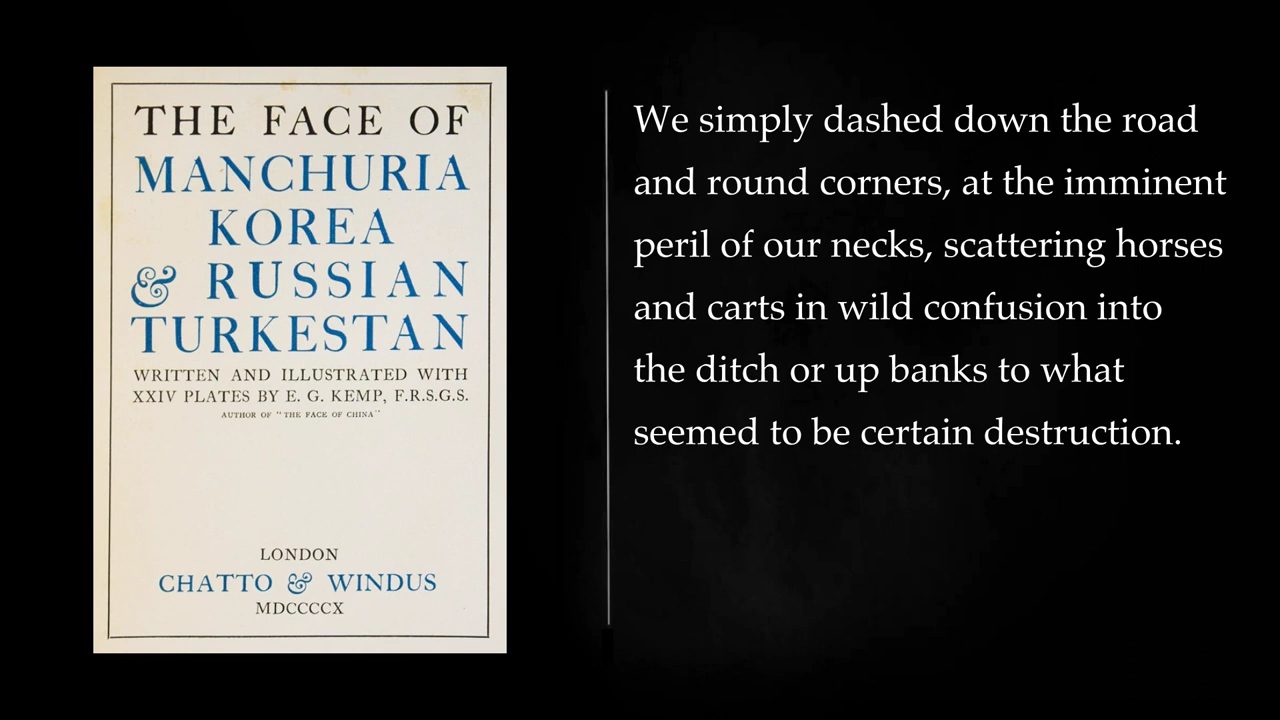 THE FACE OF
MANCHURIA
KOREA
& RUSSIAN
TURKESTAN
WRITTEN AND ILLUSTRATED WITH
XXIV PLATES BY E. G. KEMP, F.R.S.G.S.
AUTHOR OF "THE FACE OF CHINA"
LONDON
CHATTO & WINDUS
MDCCCCX
We simply dashed down the road
and round corners, at the imminent
peril of our necks, scattering horses
and carts in wild confusion into
the ditch or up banks to what
seemed to be certain destruction.